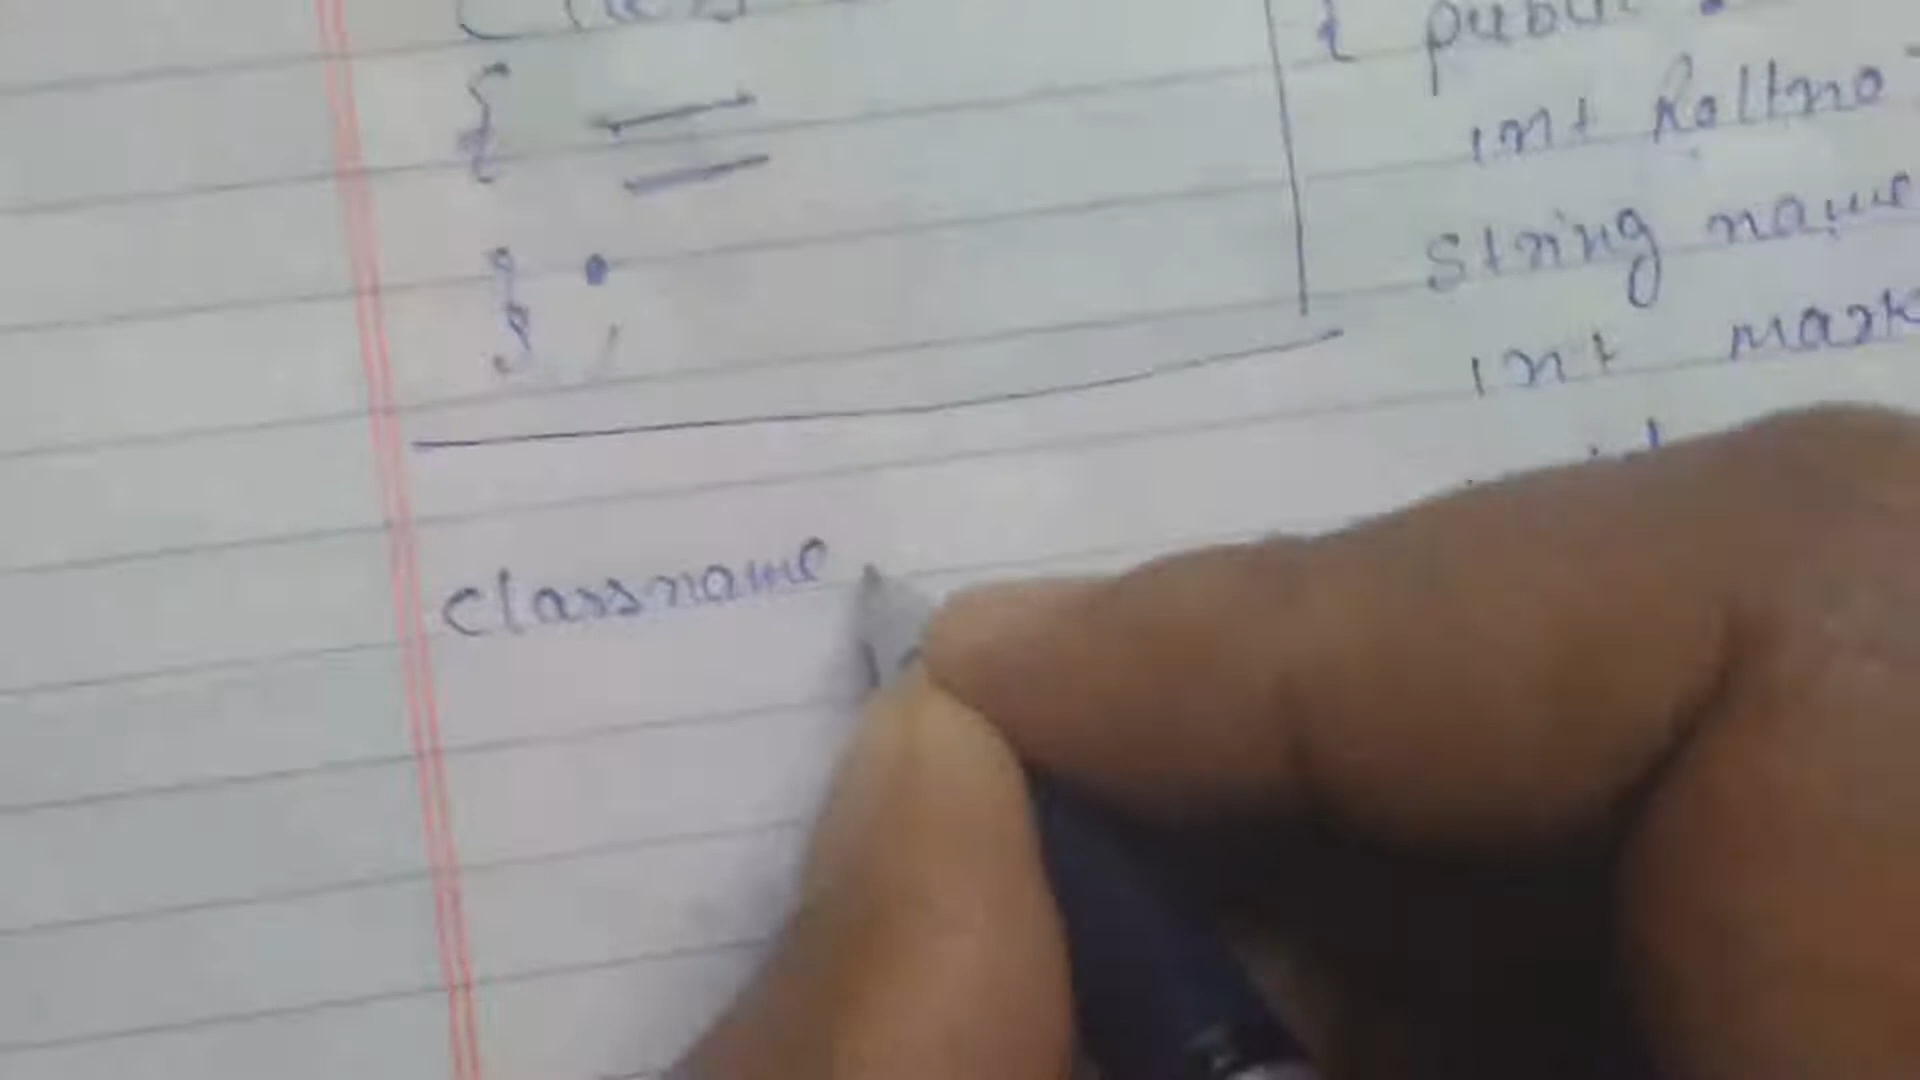 {
} ;
Classname
{ public :
int Rollno
String name
int mark